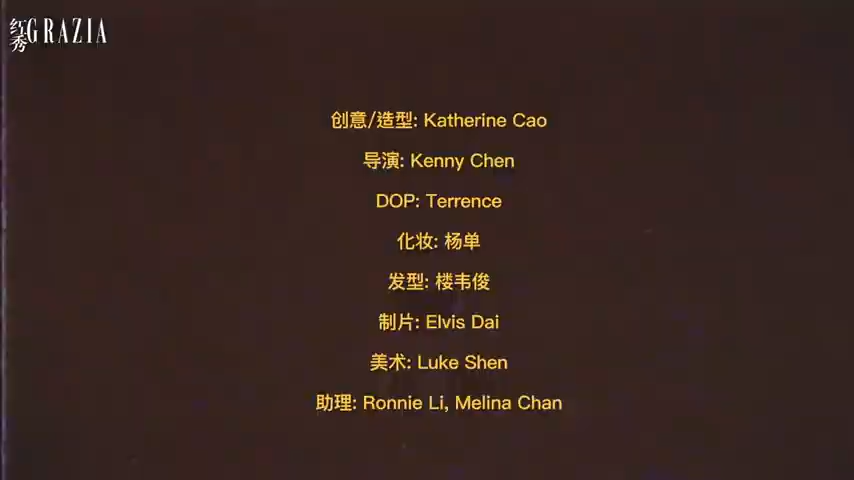 红秀GRAZIA
创意/造型: Katherine Cao
导演: Kenny Chen
DOP: Terrence
化妆: 杨单
发型: 楼韦俊
制片: Elvis Dai
美术: Luke Shen
助理: Ronnie Li, Melina Chan